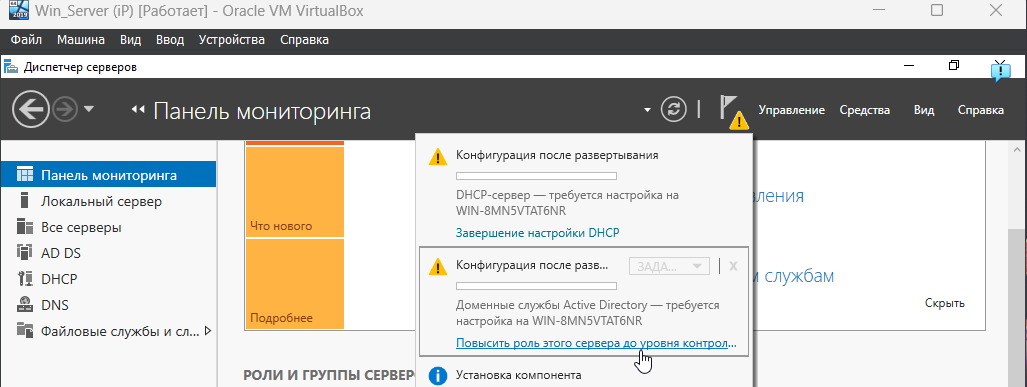 Win_Server (iP) [Работает] - Oracle VM VirtualBox
Файл Машина Вид Ввод Устройства Справка
Диспетчер серверов
Панель мониторинга
Управление Средства Вид Справка
Панель мониторинга
Локальный сервер
Все серверы
AD DS
DHCP
DNS
Файловые службы и сл...
Что нового
Подробнее
РОЛИ И ГРУППЫ СЕРВЕР
Конфигурация после развертывания
DHCP-сервер — требуется настройка на
WIN-8MN5VTAT6NR
Завершение настройки DHCP
Конфигурация после разв... ЗАДА... X
Доменные службы Active Directory — требуется
настройка на WIN-8MN5VTAT6NR
Повысить роль этого сервера до уровня контрол...
Установка компонента
службам
Скрыть